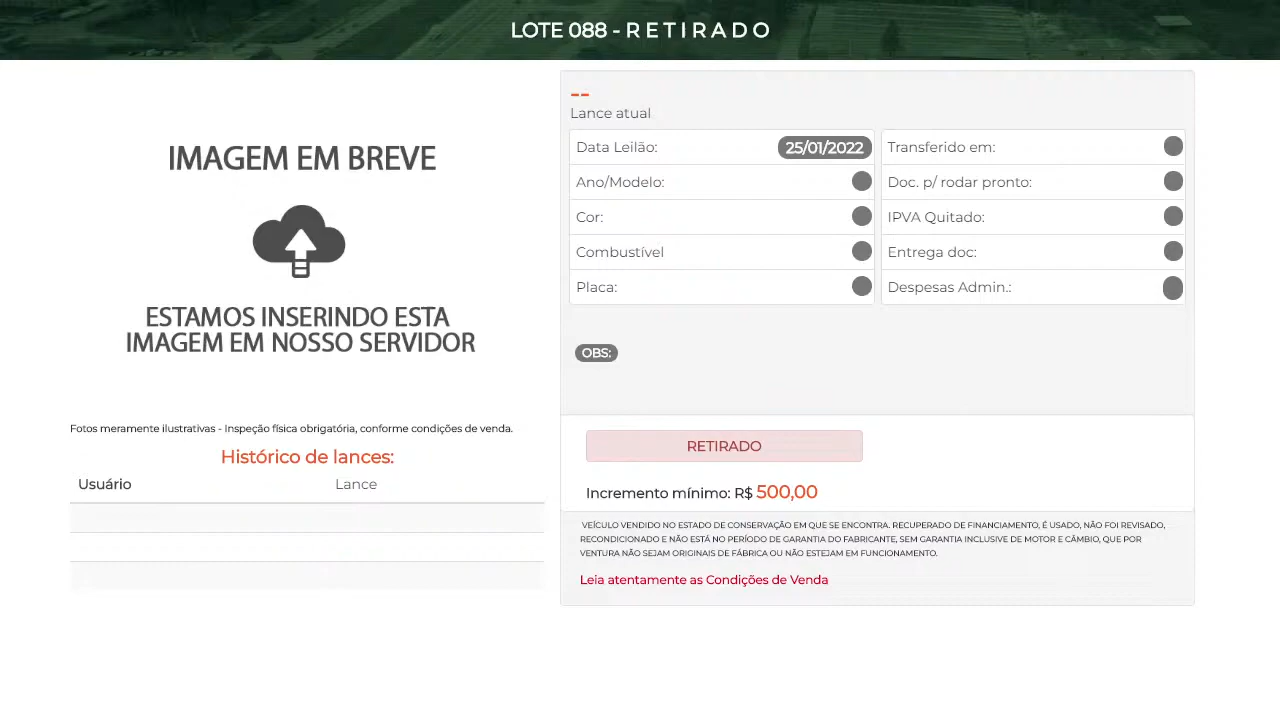 LOTE 088 - R E T I R A D O
IMAGEM EM BREVE
ESTAMOS INSERINDO ESTA
IMAGEM EM NOSSO SERVIDOR
Fotos meramente ilustrativas - Inspeção física obrigatória, conforme condições de venda.
Histórico de lances:
Usuário Lance
--
Lance atual
Data Leilão: 25/01/2022
Ano/Modelo:
Cor:
Combustível
Placa:
Transferido em:
Doc. p/ rodar pronto:
IPVA Quitado:
Entrega doc:
Despesas Admin.:
OBS:
RETIRADO
Incremento mínimo: R$ 500,00
VEÍCULO VENDIDO NO ESTADO DE CONSERVAÇÃO EM QUE SE ENCONTRA. RECUPERADO DE FINANCIAMENTO, É USADO, NÃO FOI REVISADO,
RECONDICIONADO E NÃO ESTÁ NO PERÍODO DE GARANTIA DO FABRICANTE, SEM GARANTIA INCLUSIVE DE MOTOR E CÂMBIO, QUE POR
VENTURA NÃO SEJAM ORIGINAIS DE FÁBRICA OU NÃO ESTEJAM EM FUNCIONAMENTO.
Leia atentamente as Condições de Venda